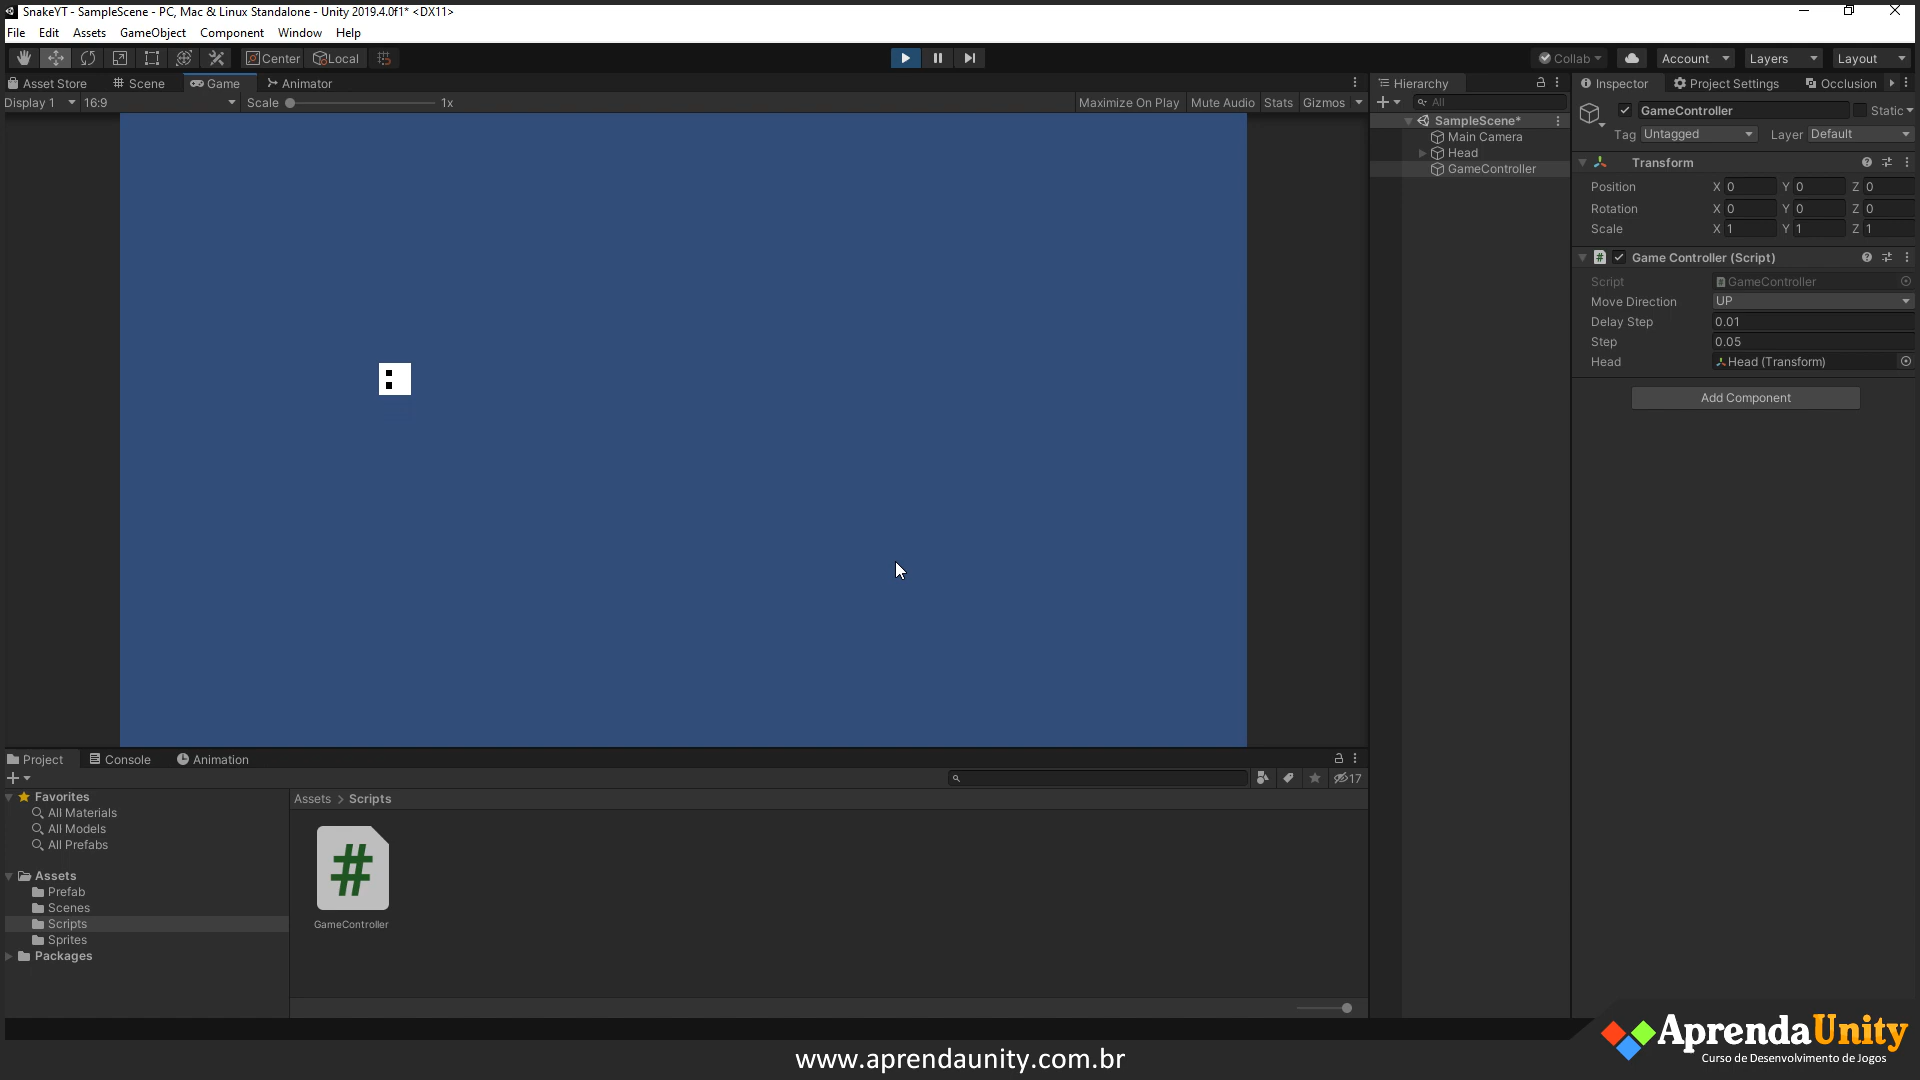 SnakeYT - SampleScene - PC, Mac & Linux Standalone - Unity 2019.4.0f1* <DX11>
File Edit Assets GameObject Component Window Help
Center Local Collab Account Layers Layout
Asset Store Scene Game Animator
Display 1 16:9 Scale 1x Maximize On Play Mute Audio Stats Gizmos
Hierarchy
All
SampleScene*
Main Camera
Head
GameController
Inspector Project Settings Occlusion
GameController Static
Tag Untagged Layer Default
Transform
Position X 0 Y 0 Z 0
Rotation X 0 Y 0 Z 0
Scale X 1 Y 1 Z 1
# Game Controller (Script)
Script GameController
Move Direction UP
Delay Step 0.01
Step 0.05
Head Head (Transform)
Add Component
Project Console Animation
17
Favorites
All Materials
All Models
All Prefabs
Assets
Prefab
Scenes
Scripts
Sprites
Packages
Assets > Scripts
#
GameController
AprendaUnity
Curso de Desenvolvimento de Jogos
www.aprendaunity.com.br